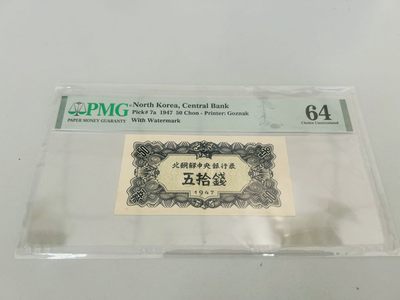 PMG
PAPER MONEY GUARANTY
North Korea, Central Bank
Pick# 7a 1947 50 Chon - Printer: Goznak
With Watermark
64
Choice Uncirculated
北朝鮮中央銀行券
五拾錢
1947